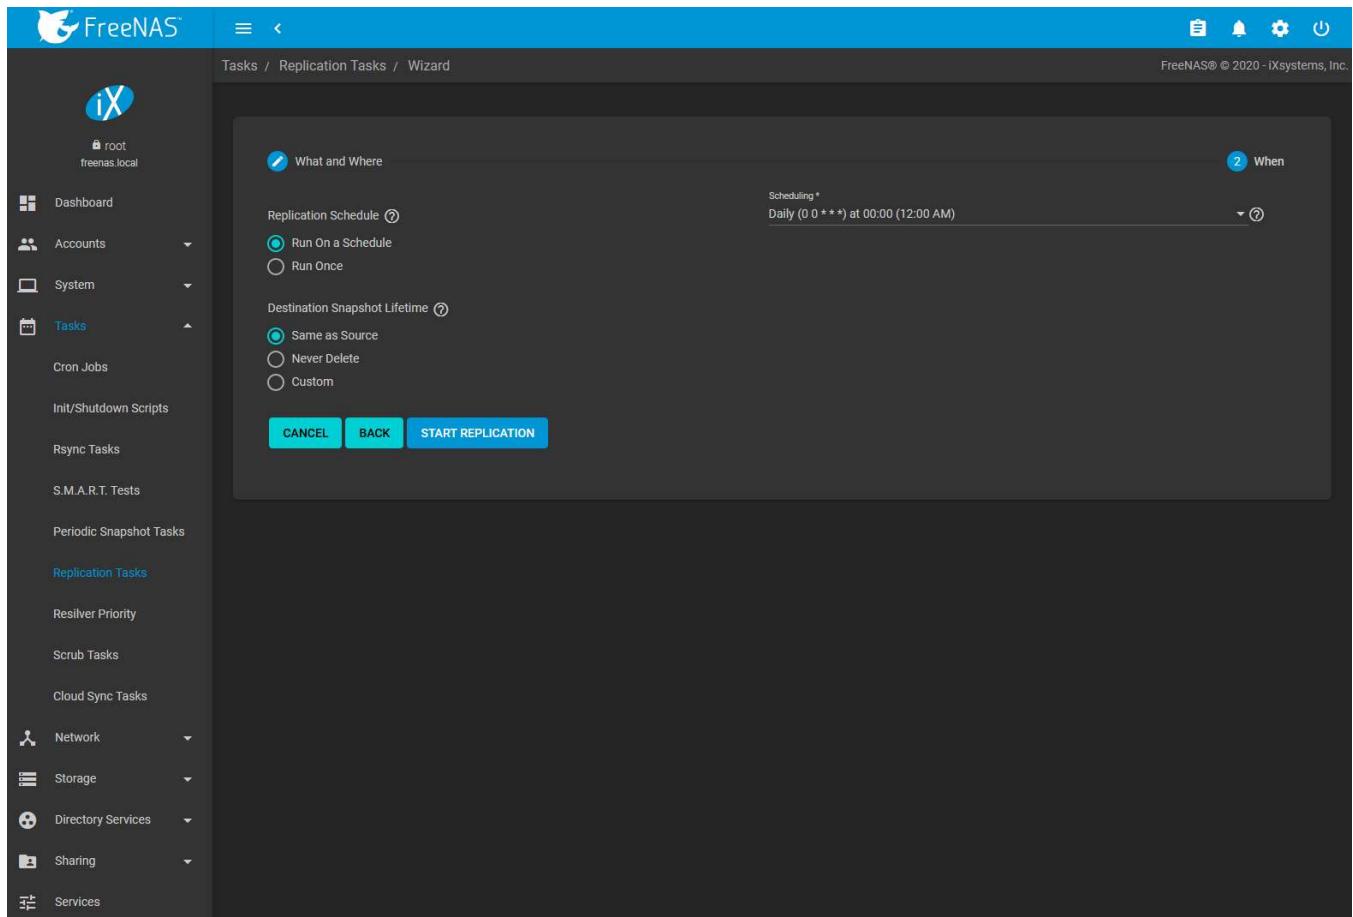 FreeNAS™
Tasks / Replication Tasks / Wizard
FreeNAS® © 2020 - iXsystems, Inc.
iX
root
freenas.local
Dashboard
Accounts
System
Tasks
Cron Jobs
Init/Shutdown Scripts
Rsync Tasks
S.M.A.R.T. Tests
Periodic Snapshot Tasks
Replication Tasks
Resilver Priority
Scrub Tasks
Cloud Sync Tasks
Network
Storage
Directory Services
Sharing
Services
What and Where
2 When
Replication Schedule ?
Run On a Schedule
Run Once
Destination Snapshot Lifetime ?
Same as Source
Never Delete
Custom
Scheduling *
Daily (0 0 * * *) at 00:00 (12:00 AM) ?
CANCEL BACK START REPLICATION